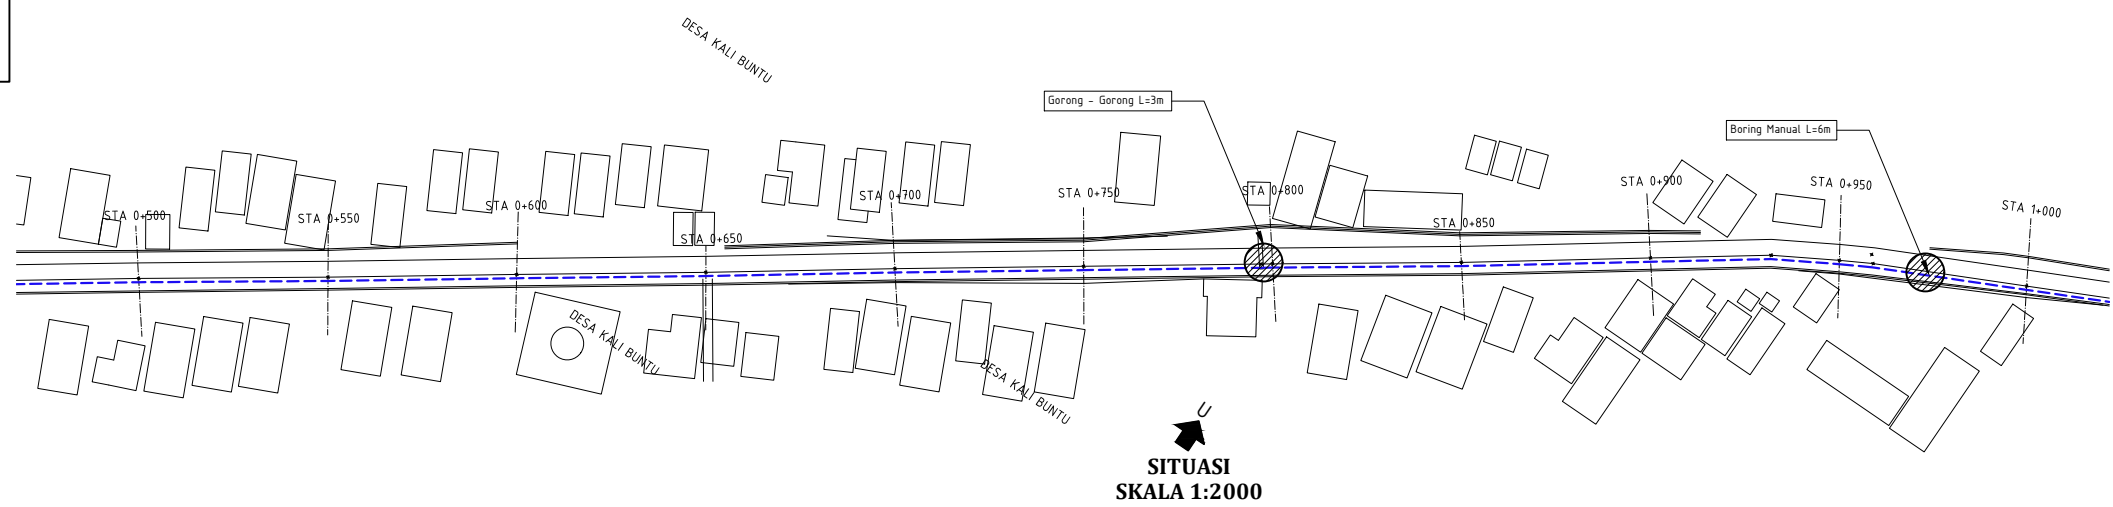 DESA KALI BUNTU
Gorong - Gorong L=3m
Boring Manual L=6m
STA 0+500
STA 0+550
STA 0+600
STA 0+650
STA 0+700
STA 0+750
STA 0+800
STA 0+850
STA 0+900
STA 0+950
STA 1+000
DESA KALI BUNTU
DESA KALI BUNTU
U
SITUASI
SKALA 1:2000